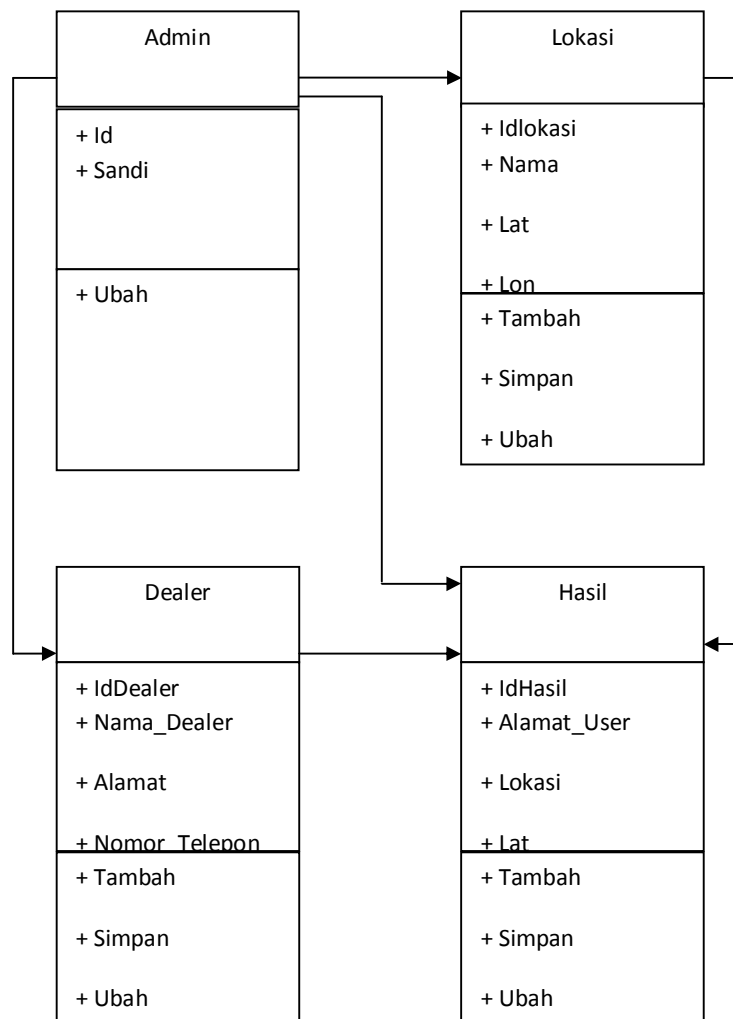 Admin
+ Id
+ Sandi
+ Ubah
Lokasi
+ Idlokasi
+ Nama
+ Lat
+ Lon
+ Tambah
+ Simpan
+ Ubah
Dealer
+ IdDealer
+ Nama_Dealer
+ Alamat
+ Nomor_Telepon
+ Tambah
+ Simpan
+ Ubah
Hasil
+ IdHasil
+ Alamat_User
+ Lokasi
+ Lat
+ Tambah
+ Simpan
+ Ubah